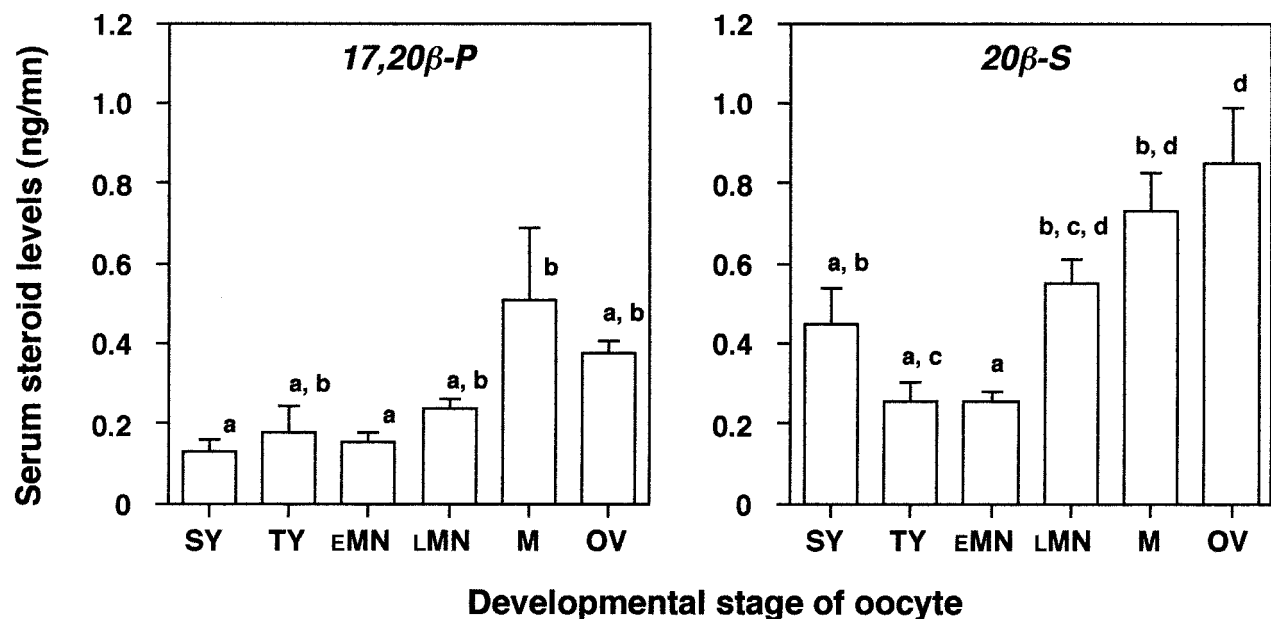 Serum steroid levels (ng/mn)
17,20β-P
1.2
1.0
0.8
0.6
0.4
0.2
0
a
a, b
a
a, b
b
a, b
SY TY EMN LMN M OV
20β-S
1.2
1.0
0.8
0.6
0.4
0.2
0
a, b
a, c
a
b, c, d
b, d
d
SY TY EMN LMN M OV
Developmental stage of oocyte